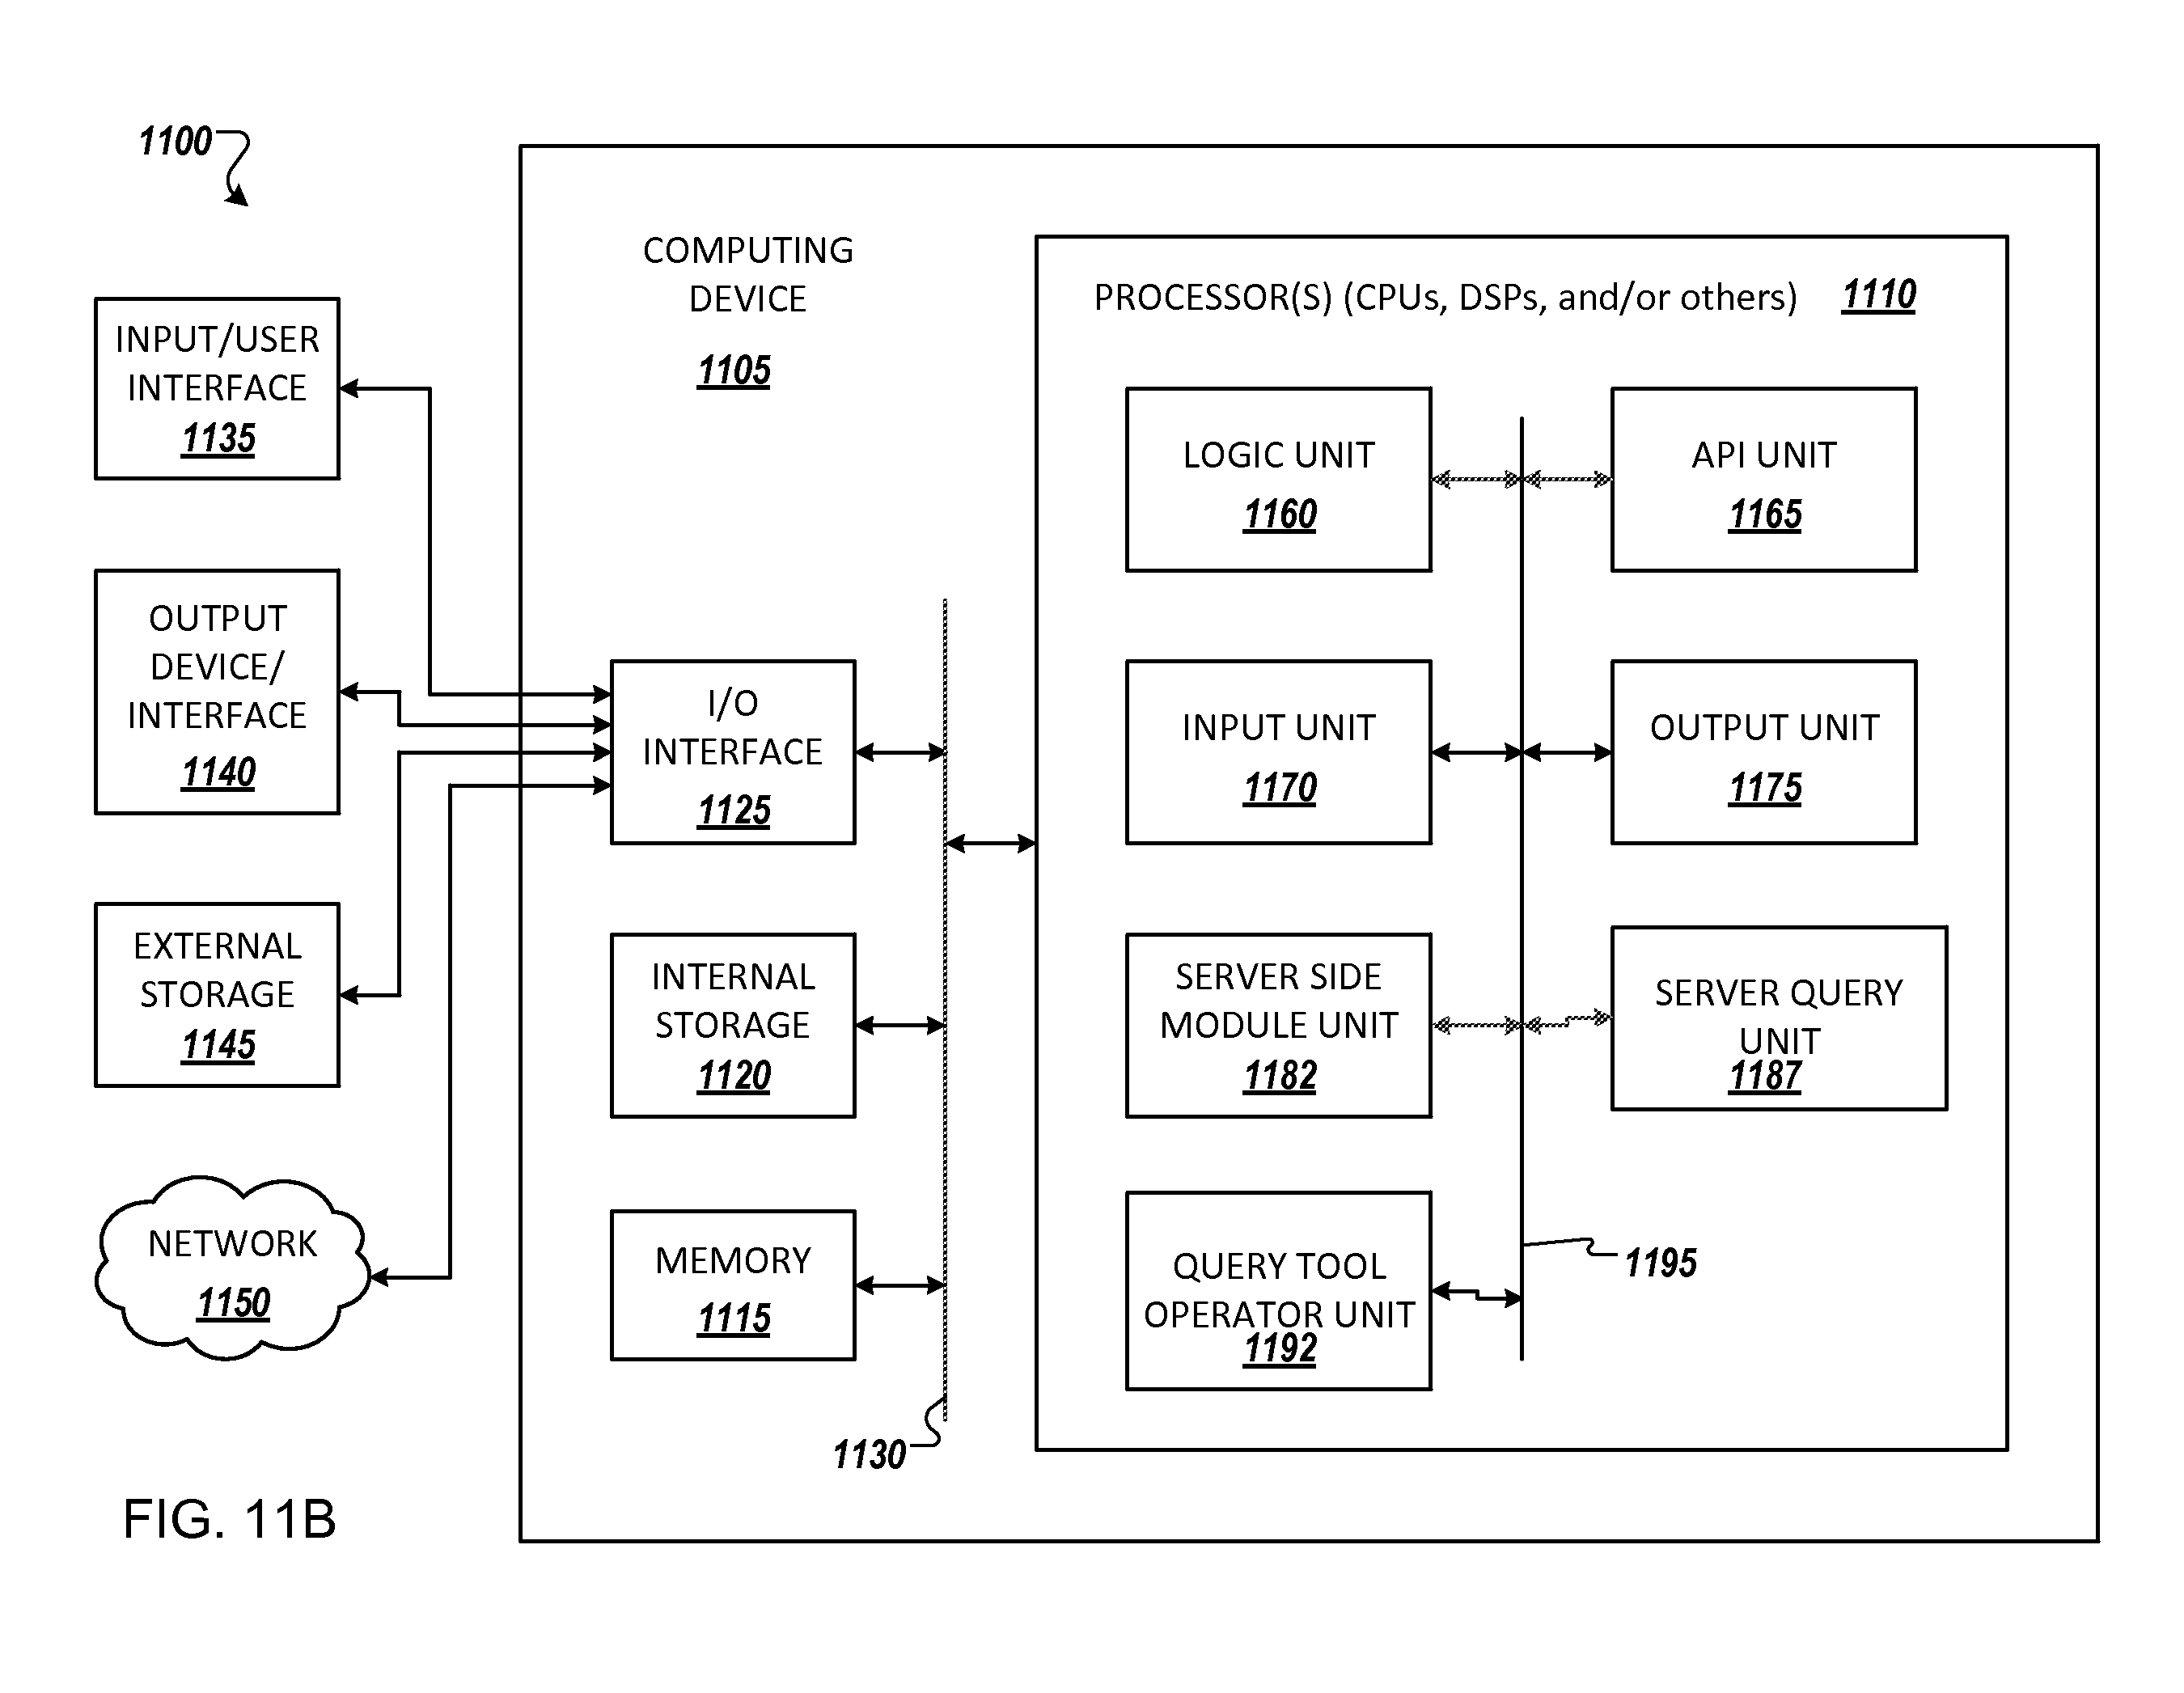 1100
COMPUTING
DEVICE
1105
PROCESSOR(S) (CPUs, DSPs, and/or others) 1110
INPUT/USER
INTERFACE
1135
LOGIC UNIT
1160
API UNIT
1165
OUTPUT
DEVICE/
INTERFACE
1140
I/O
INTERFACE
1125
INPUT UNIT
1170
OUTPUT UNIT
1175
EXTERNAL
STORAGE
1145
INTERNAL
STORAGE
1120
SERVER SIDE
MODULE UNIT
1182
SERVER QUERY
UNIT
1187
NETWORK
1150
MEMORY
1115
QUERY TOOL
OPERATOR UNIT
1192
1195
1130
FIG. 11B